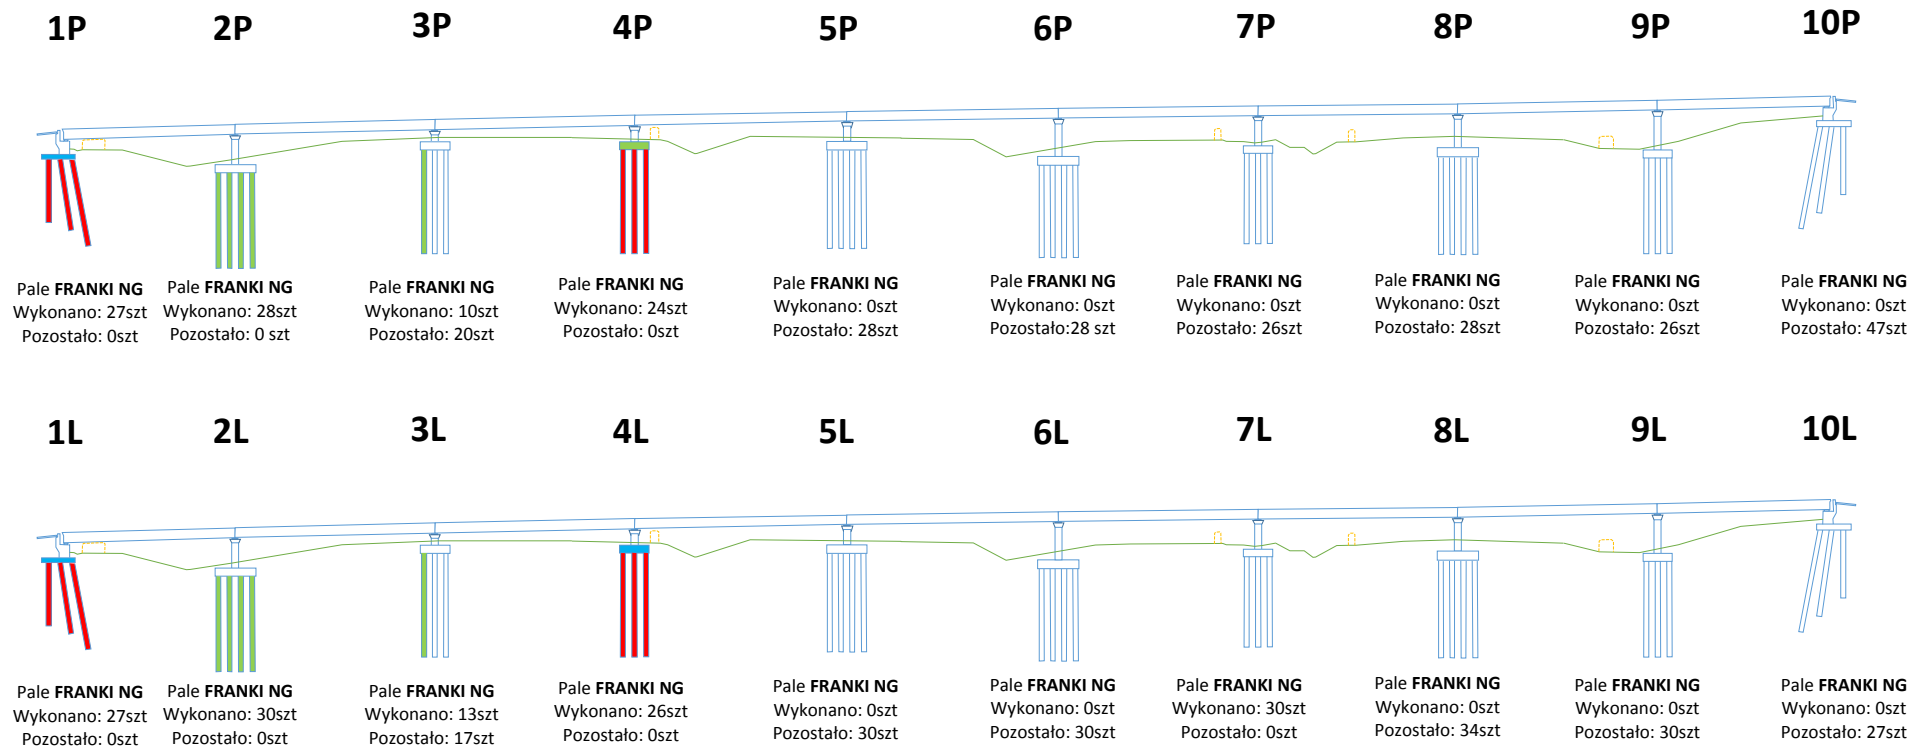 1P 2P 3P 4P 5P 6P 7P 8P 9P 10P
Pale FRANKI NG Pale FRANKI NG Pale FRANKI NG Pale FRANKI NG Pale FRANKI NG Pale FRANKI NG Pale FRANKI NG Pale FRANKI NG Pale FRANKI NG Pale FRANKI NG
Wykonano: 27szt Wykonano: 28szt Wykonano: 10szt Wykonano: 24szt Wykonano: 0szt Wykonano: 0szt Wykonano: 0szt Wykonano: 0szt Wykonano: 0szt Wykonano: 0szt
Pozostało: 0szt Pozostało: 0 szt Pozostało: 20szt Pozostało: 0szt Pozostało: 28szt Pozostało:28 szt Pozostało: 26szt Pozostało: 28szt Pozostało: 26szt Pozostało: 47szt
1L 2L 3L 4L 5L 6L 7L 8L 9L 10L
Pale FRANKI NG Pale FRANKI NG Pale FRANKI NG Pale FRANKI NG Pale FRANKI NG Pale FRANKI NG Pale FRANKI NG Pale FRANKI NG Pale FRANKI NG Pale FRANKI NG
Wykonano: 27szt Wykonano: 30szt Wykonano: 13szt Wykonano: 26szt Wykonano: 0szt Wykonano: 0szt Wykonano: 30szt Wykonano: 0szt Wykonano: 0szt Wykonano: 0szt
Pozostało: 0szt Pozostało: 0szt Pozostało: 17szt Pozostało: 0szt Pozostało: 30szt Pozostało: 30szt Pozostało: 0szt Pozostało: 34szt Pozostało: 30szt Pozostało: 27szt